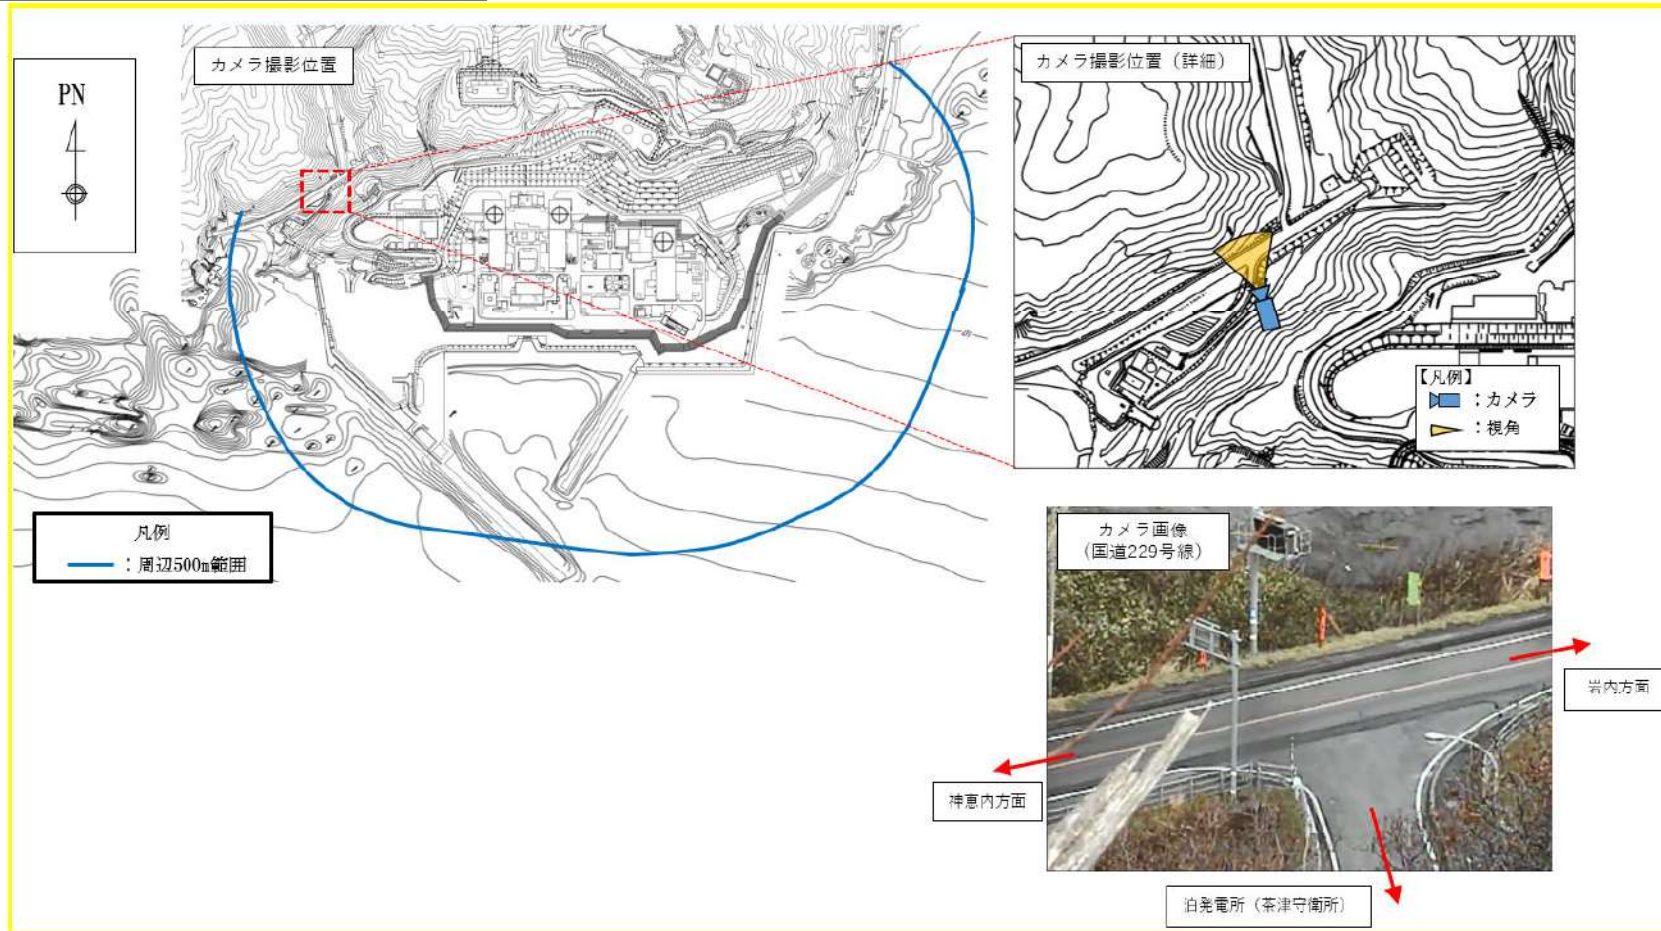 カメラ撮影位置
PN
凡例
:周辺500m範囲
カメラ撮影位置(詳細)
【凡例】
:カメラ
:視角
カメラ画像
(国道229号線)
岩内方面
神恵内方面
泊発電所(茶津守衛所)